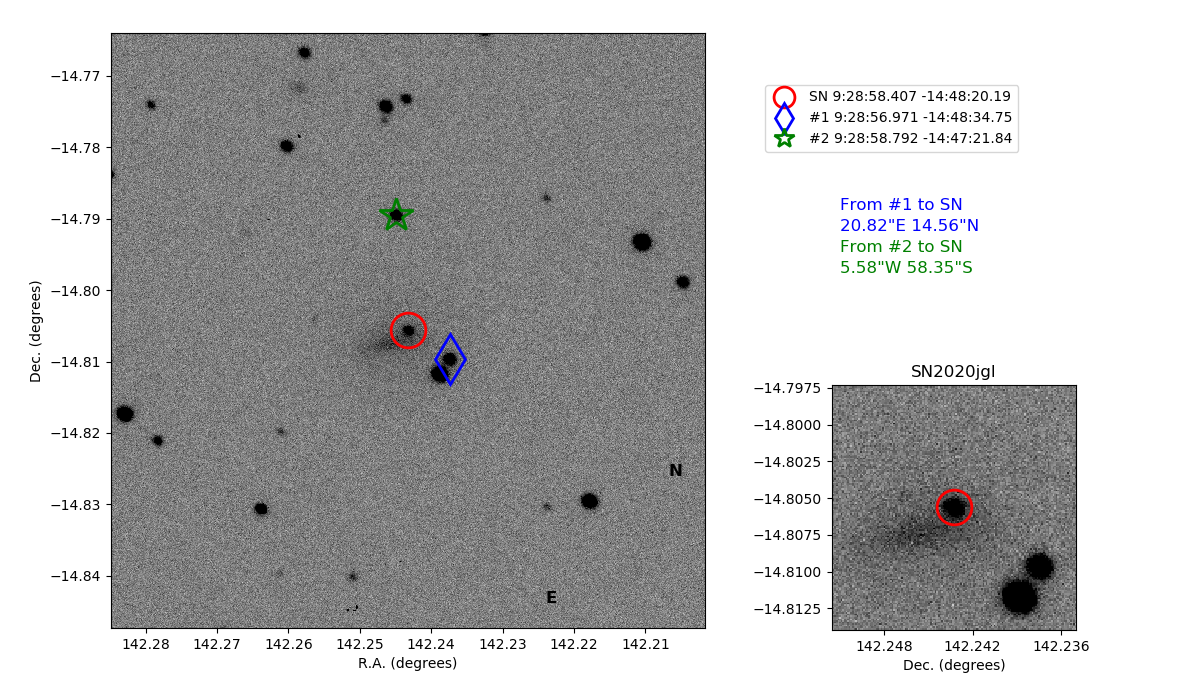 −14.77
−14.78
−14.79
−14.80
−14.81
−14.82
−14.83
−14.84
Dec. (degrees)
N
E
142.28 142.27 142.26 142.25 142.24 142.23 142.22 142.21
R.A. (degrees)
SN 9:28:58.407 -14:48:20.19
#1 9:28:56.971 -14:48:34.75
#2 9:28:58.792 -14:47:21.84
From #1 to SN
20.82"E 14.56"N
From #2 to SN
5.58"W 58.35"S
SN2020jgl
−14.7975
−14.8000
−14.8025
−14.8050
−14.8075
−14.8100
−14.8125
142.248 142.242 142.236
Dec. (degrees)